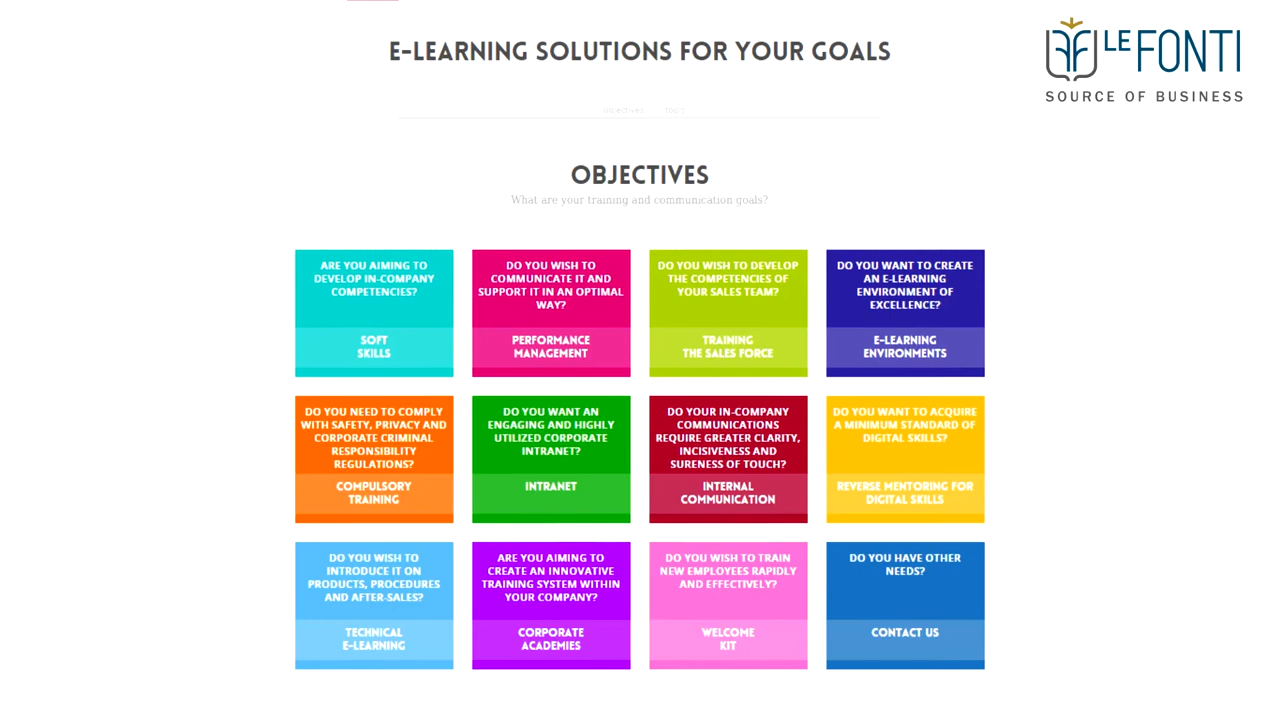 E-LEARNING SOLUTIONS FOR YOUR GOALS
LEFONTI
SOURCE OF BUSINESS
Objectives Tools
OBJECTIVES
What are your training and communication goals?
ARE YOU AIMING TO
DEVELOP IN-COMPANY
COMPETENCIES?
SOFT
SKILLS
DO YOU WISH TO
COMMUNICATE IT AND
SUPPORT IT IN AN OPTIMAL
WAY?
PERFORMANCE
MANAGEMENT
DO YOU WISH TO DEVELOP
THE COMPETENCIES OF
YOUR SALES TEAM?
TRAINING
THE SALES FORCE
DO YOU WANT TO CREATE
AN E-LEARNING
ENVIRONMENT OF
EXCELLENCE?
E-LEARNING
ENVIRONMENTS
DO YOU NEED TO COMPLY
WITH SAFETY, PRIVACY AND
CORPORATE CRIMINAL
RESPONSIBILITY
REGULATIONS?
COMPULSORY
TRAINING
DO YOU WANT AN
ENGAGING AND HIGHLY
UTILIZED CORPORATE
INTRANET?
INTRANET
DO YOUR IN-COMPANY
COMMUNICATIONS
REQUIRE GREATER CLARITY,
INCISIVENESS AND
SURENESS OF TOUCH?
INTERNAL
COMMUNICATION
DO YOU WANT TO ACQUIRE
A MINIMUM STANDARD OF
DIGITAL SKILLS?
REVERSE MENTORING FOR
DIGITAL SKILLS
DO YOU WISH TO
INTRODUCE IT ON
PRODUCTS, PROCEDURES
AND AFTER-SALES?
TECHNICAL
E-LEARNING
ARE YOU AIMING TO
CREATE AN INNOVATIVE
TRAINING SYSTEM WITHIN
YOUR COMPANY?
CORPORATE
ACADEMIES
DO YOU WISH TO TRAIN
NEW EMPLOYEES RAPIDLY
AND EFFECTIVELY?
WELCOME
KIT
DO YOU HAVE OTHER
NEEDS?
CONTACT US